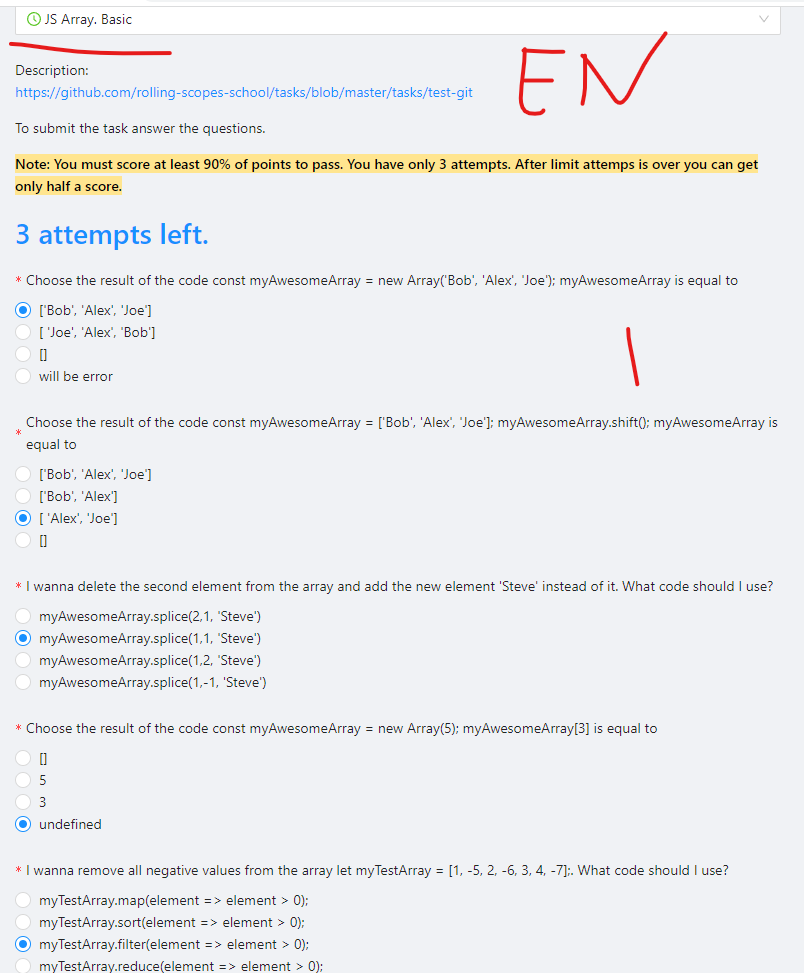 JS Array. Basic
EN
Description:
https://github.com/rolling-scopes-school/tasks/blob/master/tasks/test-git
To submit the task answer the questions.
Note: You must score at least 90% of points to pass. You have only 3 attempts. After limit attemps is over you can get
only half a score.
3 attempts left.
* Choose the result of the code const myAwesomeArray = new Array('Bob', 'Alex', 'Joe'); myAwesomeArray is equal to
['Bob', 'Alex', 'Joe']
[ 'Joe', 'Alex', 'Bob']
[]
will be error
1
* Choose the result of the code const myAwesomeArray = ['Bob', 'Alex', 'Joe']; myAwesomeArray.shift(); myAwesomeArray is
equal to
['Bob', 'Alex', 'Joe']
['Bob', 'Alex']
[ 'Alex', 'Joe']
[]
* I wanna delete the second element from the array and add the new element 'Steve' instead of it. What code should I use?
myAwesomeArray.splice(2,1, 'Steve')
myAwesomeArray.splice(1,1, 'Steve')
myAwesomeArray.splice(1,2, 'Steve')
myAwesomeArray.splice(1,-1, 'Steve')
* Choose the result of the code const myAwesomeArray = new Array(5); myAwesomeArray[3] is equal to
[]
5
3
undefined
* I wanna remove all negative values from the array let myTestArray = [1, -5, 2, -6, 3, 4, -7];. What code should I use?
myTestArray.map(element => element > 0);
myTestArray.sort(element => element > 0);
myTestArray.filter(element => element > 0);
myTestArray.reduce(element => element > 0);